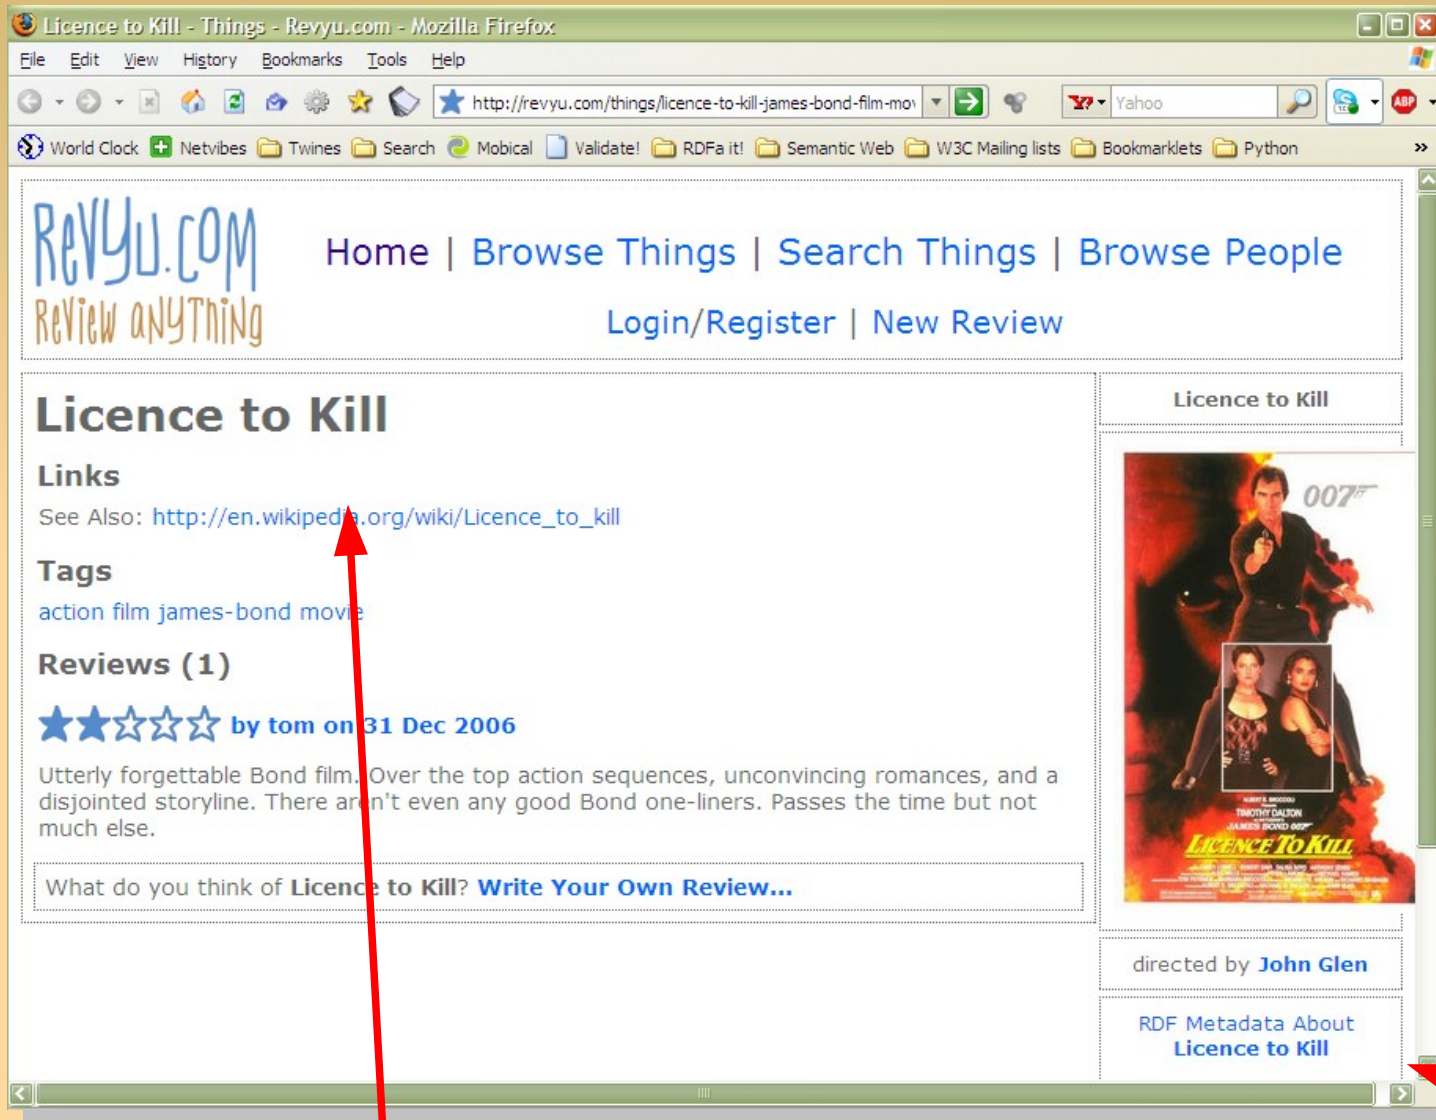 Licence to Kill - Things - Revyu.com - Mozilla Firefox
File Edit View History Bookmarks Tools Help
http://revyu.com/things/licence-to-kill-james-bond-film-mov
Yahoo
ABP
World Clock Netvibes Twines Search Mobical Validate! RDFa it! Semantic Web W3C Mailing lists Bookmarklets Python »
Revyu.com
Review anything
Home | Browse Things | Search Things | Browse People
Login/Register | New Review
Licence to Kill
Links
See Also: http://en.wikipedia.org/wiki/Licence_to_kill
Tags
action film james-bond movie
Reviews (1)
by tom on 31 Dec 2006
Utterly forgettable Bond film. Over the top action sequences, unconvincing romances, and a
disjointed storyline. There aren't even any good Bond one-liners. Passes the time but not
much else.
What do you think of Licence to Kill? Write Your Own Review...
Licence to Kill
007
ALBERT R. BROCCOLI
TIMOTHY DALTON
JAMES BOND 007
LICENCE TO KILL
directed by John Glen
RDF Metadata About
Licence to Kill